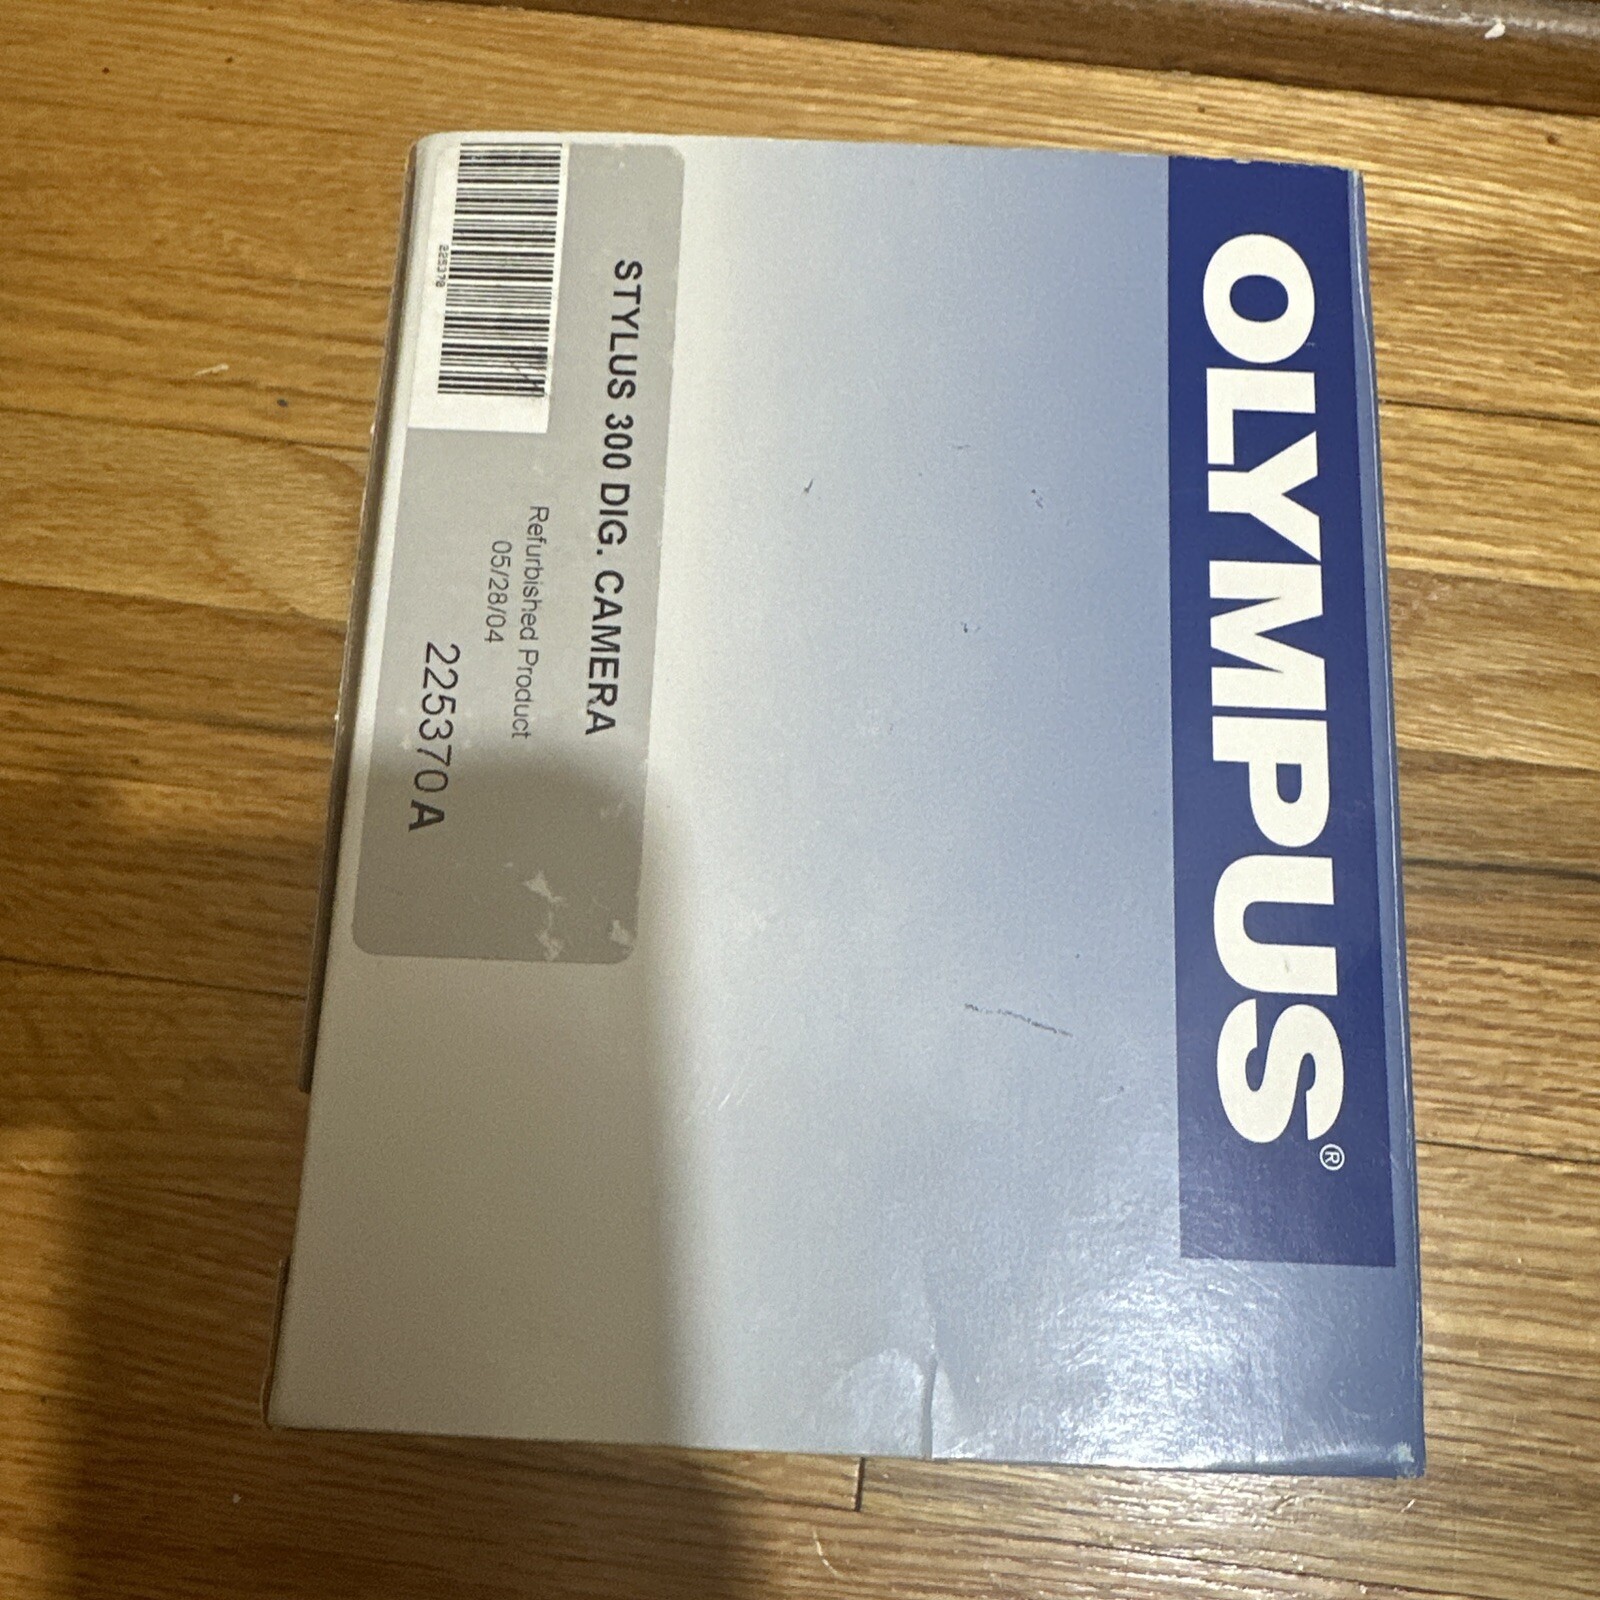 OLYMPUS®
STYLUS 300 DIG. CAMERA
Refurbished Product
05/28/04
225370A
225370